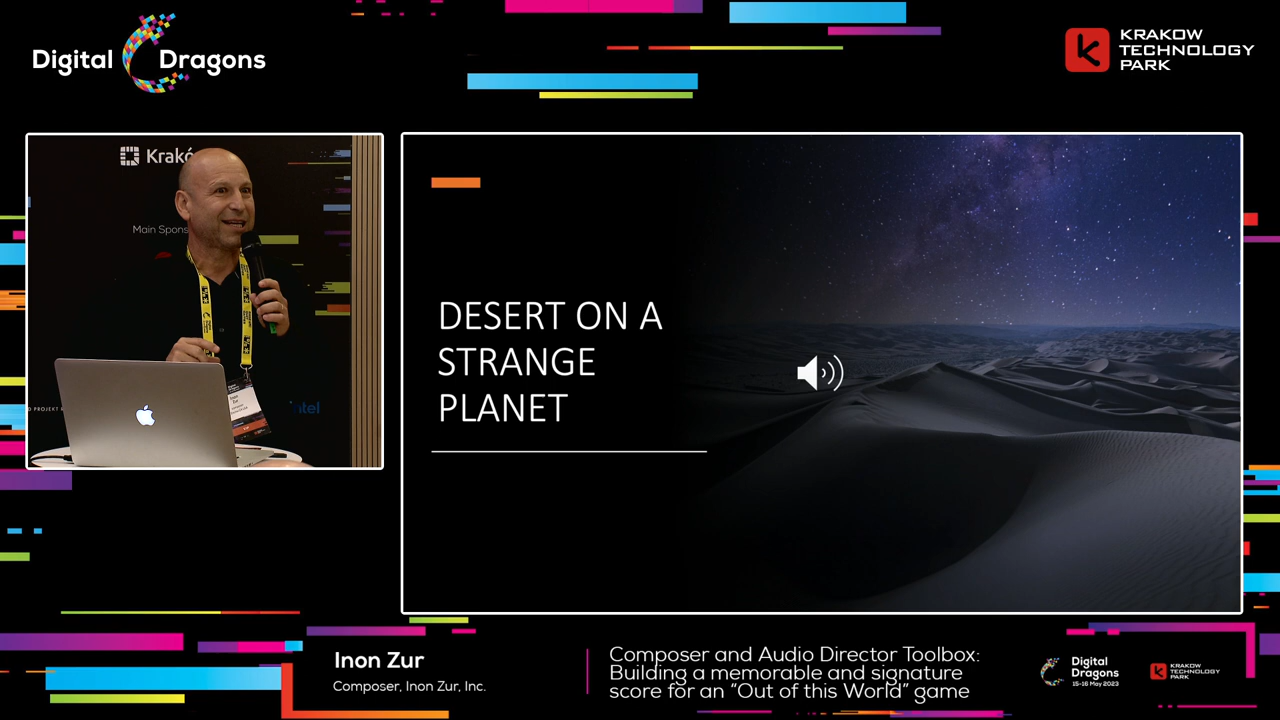 Digital Dragons
KRAKOW
TECHNOLOGY
PARK
Krakó
Main Spons
D PROJEKT
intel
DESERT ON A
STRANGE
PLANET
Inon Zur
Composer, Inon Zur, Inc.
Composer and Audio Director Toolbox:
Building a memorable and signature
score for an “Out of this World” game
Digital
Dragons
15-16 May 2023
KRAKOW
TECHNOLOGY
PARK